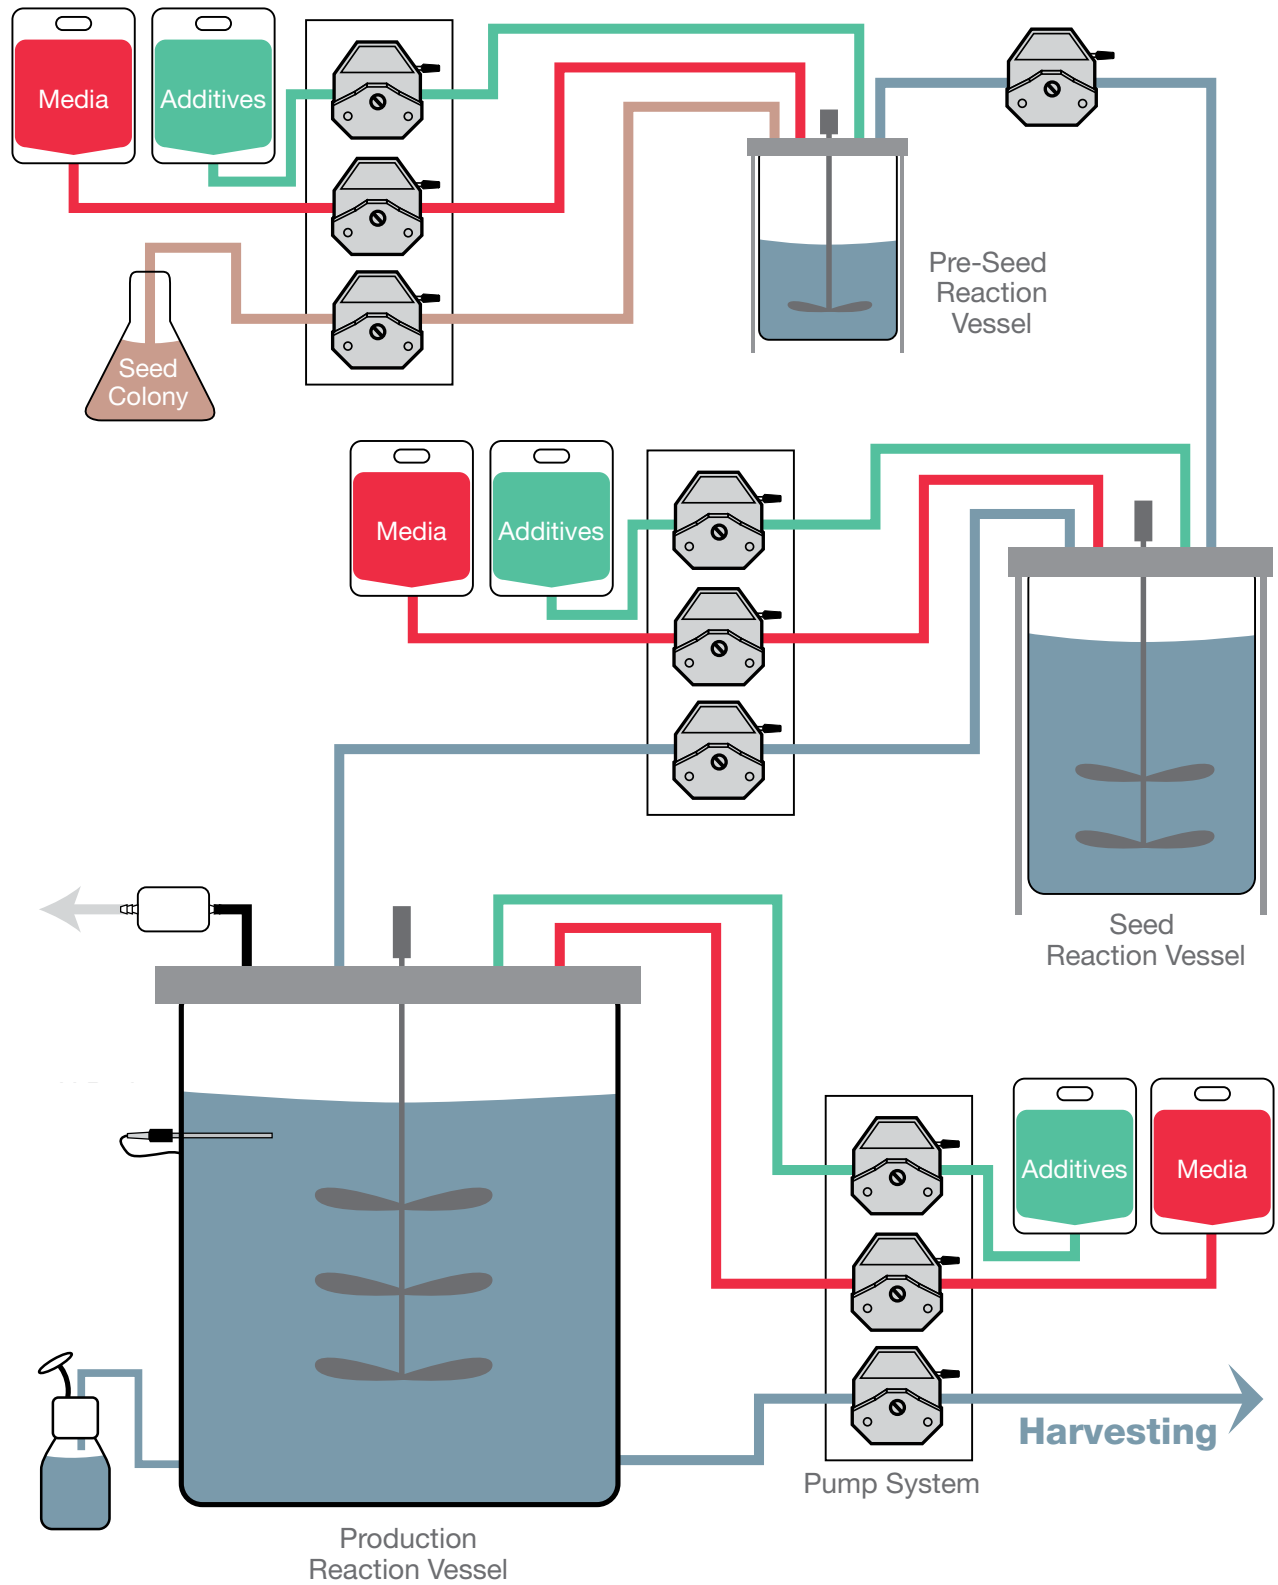 Media
Additives
Pre-Seed
Reaction
Vessel
Seed
Colony
Media
Additives
Seed
Reaction Vessel
Additives
Media
Harvesting
Pump System
Production
Reaction Vessel